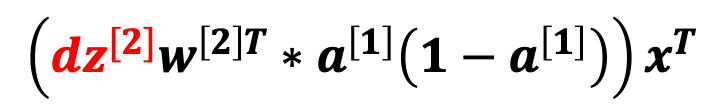 (dz^{[2]}w^{[2]T} * a^{[1]}(1 − a^{[1]}))x^T